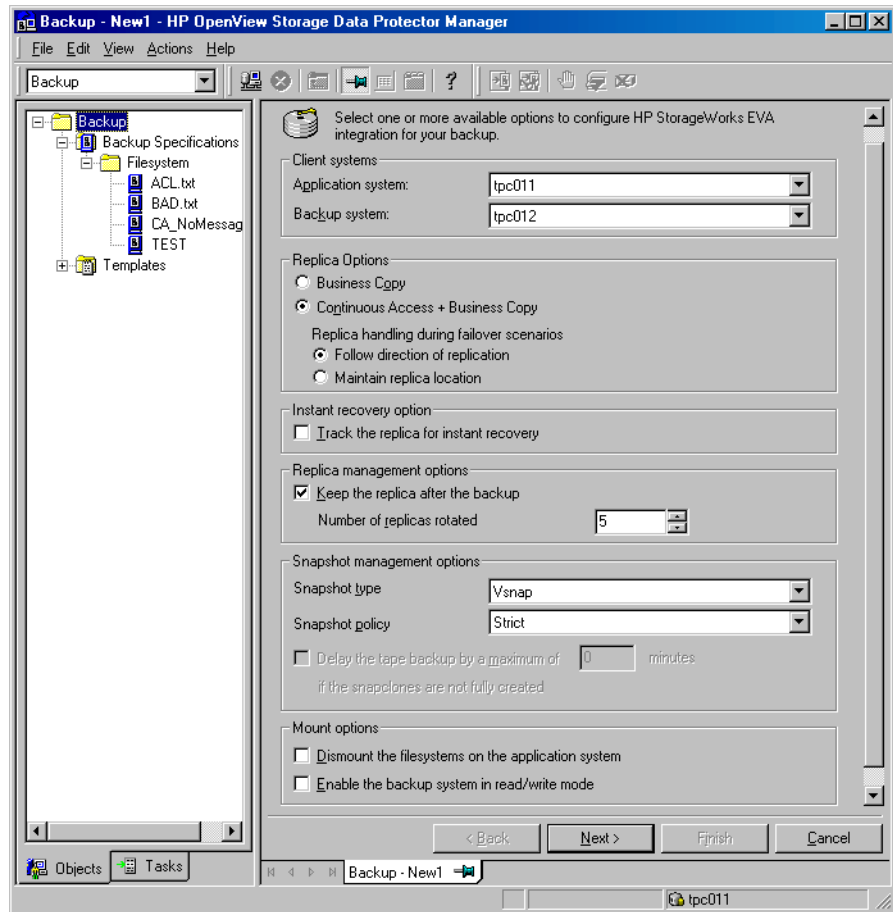 Backup - New1 - HP OpenView Storage Data Protector Manager
File Edit View Actions Help
Backup
Backup
Backup Specifications
Filesystem
ACL.txt
BAD.txt
CA_NoMessag
TEST
Templates
Objects
Tasks
Select one or more available options to configure HP StorageWorks EVA
integration for your backup.
Client systems
Application system: tpc011
Backup system: tpc012
Replica Options
Business Copy
Continuous Access + Business Copy
Replica handling during failover scenarios
Follow direction of replication
Maintain replica location
Instant recovery option
Track the replica for instant recovery
Replica management options
Keep the replica after the backup
Number of replicas rotated 5
Snapshot management options
Snapshot type Vsnap
Snapshot policy Strict
Delay the tape backup by a maximum of 0 minutes
if the snapclones are not fully created
Mount options
Dismount the filesystems on the application system
Enable the backup system in read/write mode
< Back Next > Finish Cancel
Backup - New1
tpc011